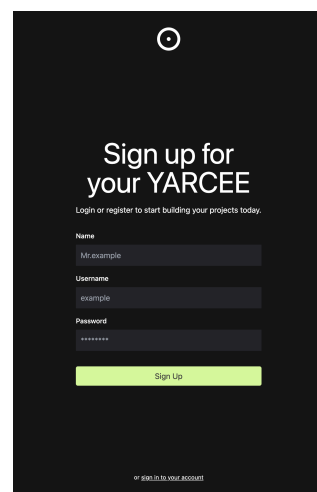 Sign up for
your YARCEE
Login or register to start building your projects today.
Name
Mr.example
Username
example
Password
********
Sign Up
or sign in to your account